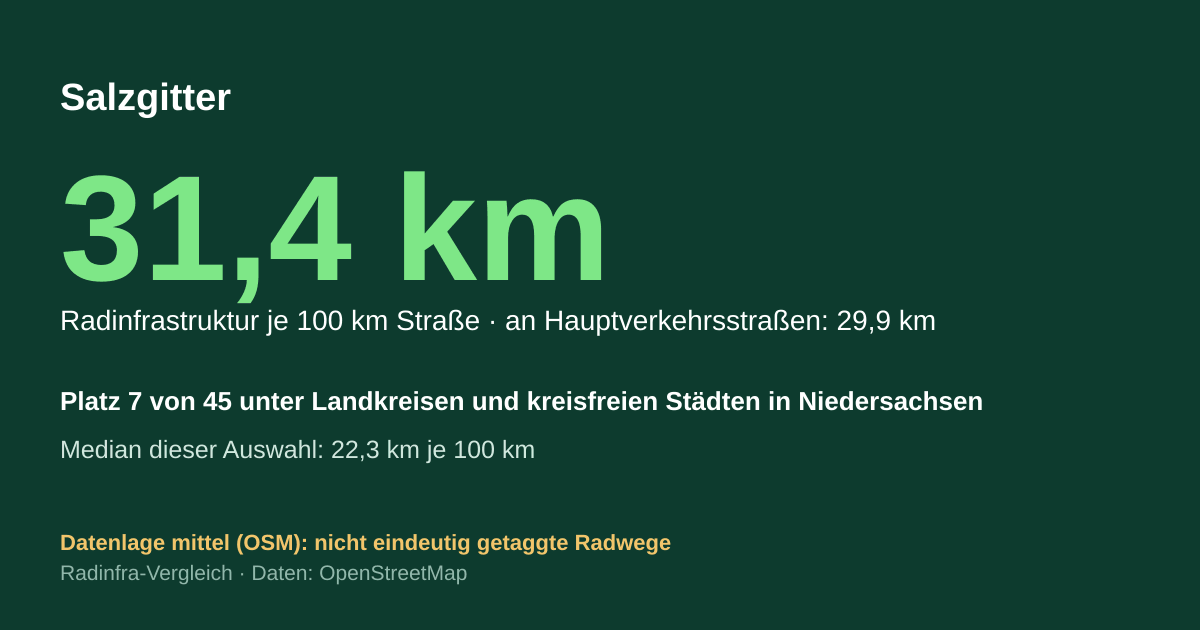 Salzgitter
31,4 km
Radinfrastruktur je 100 km Straße · an Hauptverkehrsstraßen: 29,9 km
Platz 7 von 45 unter Landkreisen und kreisfreien Städten in Niedersachsen
Median dieser Auswahl: 22,3 km je 100 km
Datenlage mittel (OSM): nicht eindeutig getaggte Radwege
Radinfra-Vergleich · Daten: OpenStreetMap